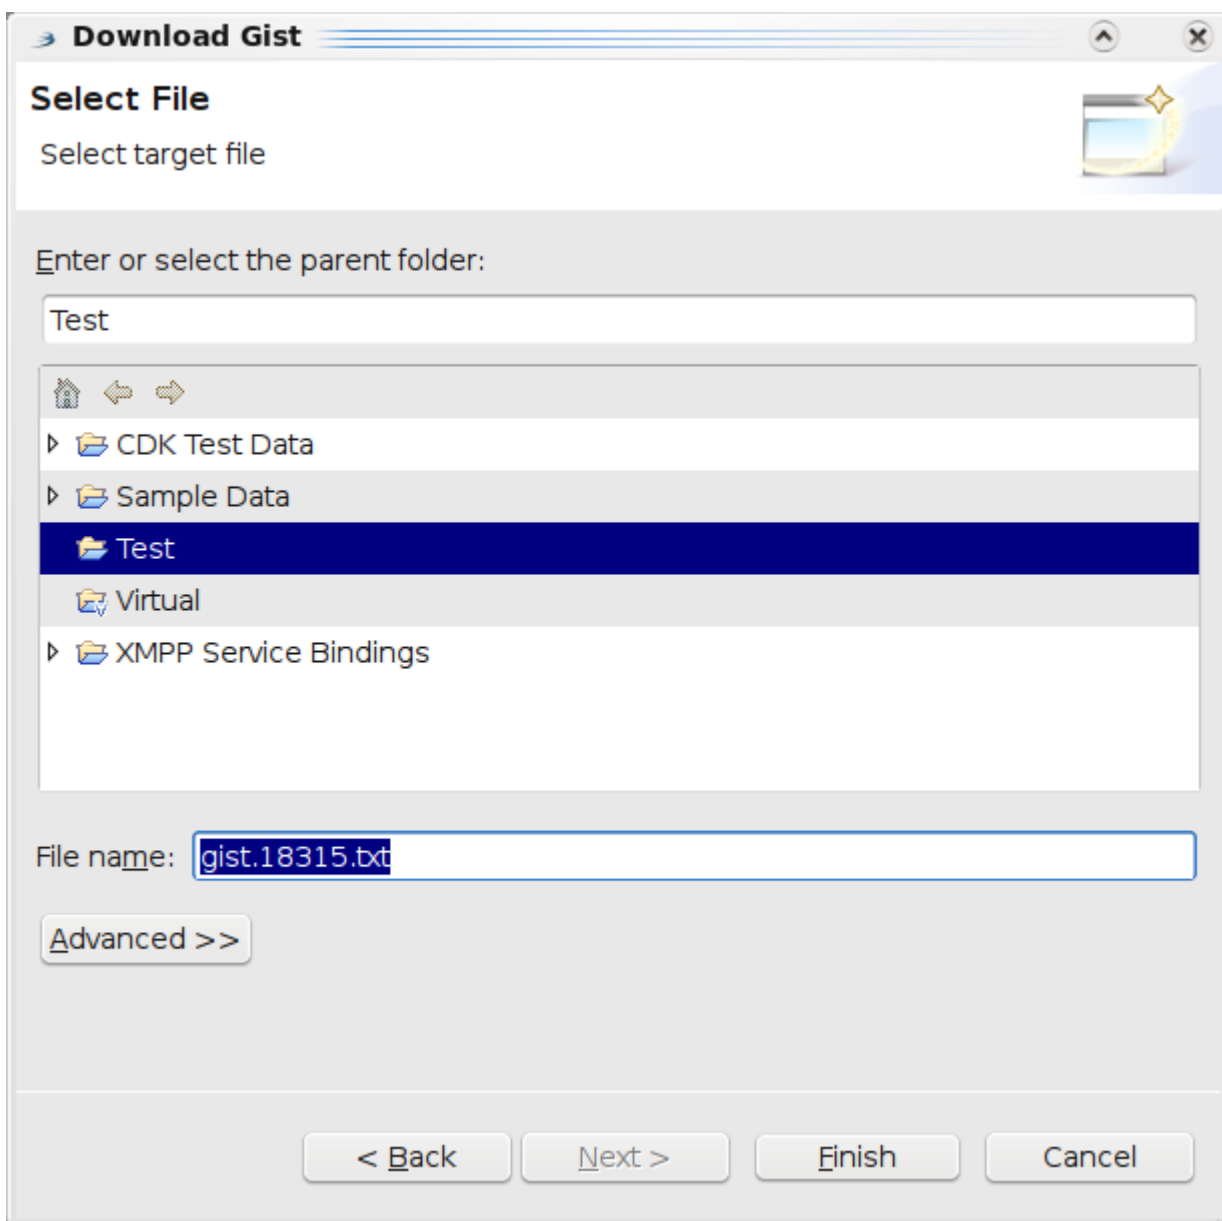 Download Gist
Select File
Select target file
Enter or select the parent folder:
Test
CDK Test Data
Sample Data
Test
Virtual
XMPP Service Bindings
File name: gist.18315.txt
Advanced >>
< Back Next > Finish Cancel